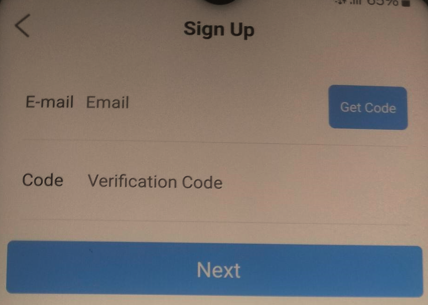 Sign Up
E-mail Email Get Code
Code Verification Code
Next